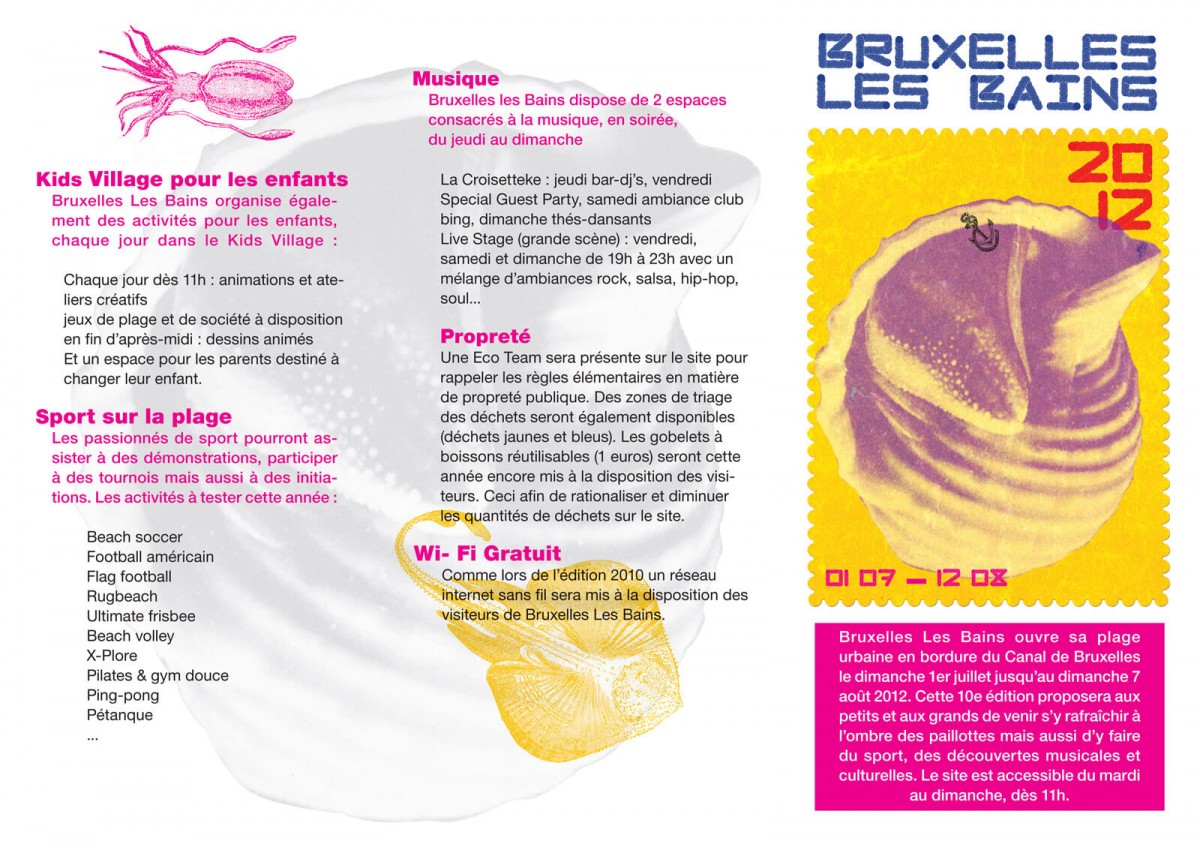 Kids Village pour les enfants
Bruxelles Les Bains organise égale-
ment des activités pour les enfants,
chaque jour dans le Kids Village :
Chaque jour dès 11h : animations et ate-
liers créatifs
jeux de plage et de société à disposition
en fin d'après-midi : dessins animés
Et un espace pour les parents destiné à
changer leur enfant.
Sport sur la plage
Les passionnés de sport pourront as-
sister à des démonstrations, participer
à des tournois mais aussi à des initia-
tions. Les activités à tester cette année :
Beach soccer
Football américain
Flag football
Rugbeach
Ultimate frisbee
Beach volley
X-Plore
Pilates & gym douce
Ping-pong
Pétanque
...
Musique
Bruxelles les Bains dispose de 2 espaces
consacrés à la musique, en soirée,
du jeudi au dimanche
La Croisetteke : jeudi bar-dj's, vendredi
Special Guest Party, samedi ambiance club
bing, dimanche thés-dansants
Live Stage (grande scène) : vendredi,
samedi et dimanche de 19h à 23h avec un
mélange d'ambiances rock, salsa, hip-hop,
soul...
Propreté
Une Eco Team sera présente sur le site pour
rappeler les règles élémentaires en matière
de propreté publique. Des zones de triage
des déchets seront également disponibles
(déchets jaunes et bleus). Les gobelets à
boissons réutilisables (1 euros) seront cette
année encore mis à la disposition des visi-
teurs. Ceci afin de rationaliser et diminuer
les quantités de déchets sur le site.
Wi- Fi Gratuit
Comme lors de l'édition 2010 un réseau
internet sans fil sera mis à la disposition des
visiteurs de Bruxelles Les Bains.
BRUXELLES
LES BAINS
20
12
01 07 – 12 08
Bruxelles Les Bains ouvre sa plage
urbaine en bordure du Canal de Bruxelles
le dimanche 1er juillet jusqu'au dimanche 7
août 2012. Cette 10e édition proposera aux
petits et aux grands de venir s'y rafraîchir à
l'ombre des paillottes mais aussi d'y faire
du sport, des découvertes musicales et
culturelles. Le site est accessible du mardi
au dimanche, dès 11h.